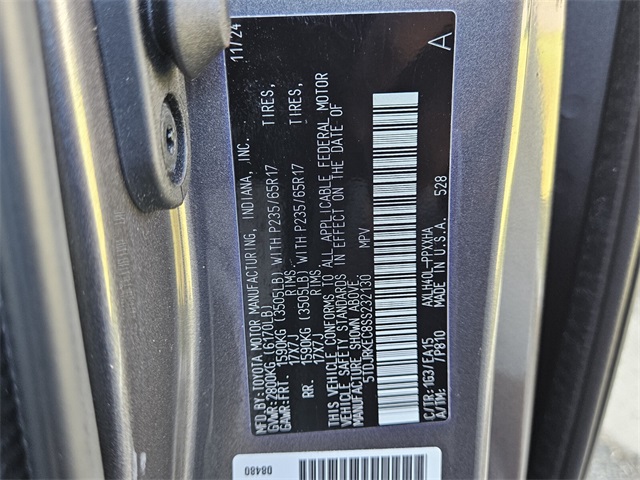 MFD.BY:TOYOTA MOTOR MANUFACTURING, INDIANA, INC. 11/24
GVWR:2800KG (6170LB)
GAWR:FRT. 1590KG (3505LB) WITH P235/65R17 TIRES,
17X7J RIMS,
RR. 1590KG (3505LB) WITH P235/65R17 TIRES,
17X7J RIMS
THIS VEHICLE CONFORMS TO ALL APPLICABLE FEDERAL MOTOR
VEHICLE SAFETY STANDARDS IN EFFECT ON THE DATE OF
MANUFACTURE SHOWN ABOVE.
5TDJRKEC8SS232130 MPV
C/TR:1G3/EA15 AXLH40L-PPXXHA
A/TM: /P810 MADE IN U.S.A. 528
A
08480